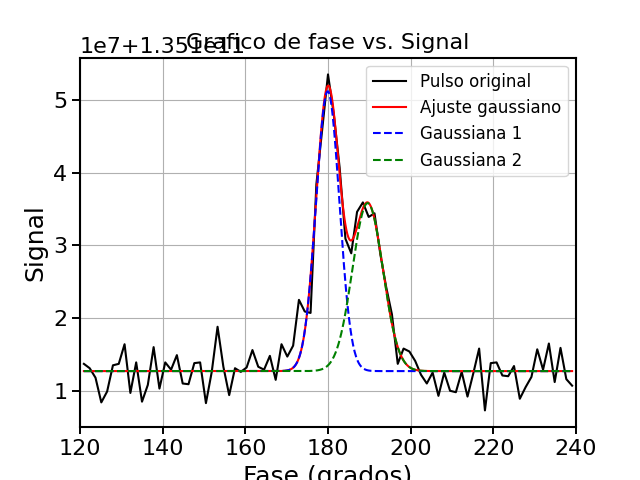 1e7+1.351e11
Grafico de fase vs. Signal
Pulso original
Ajuste gaussiano
Gaussiana 1
Gaussiana 2
Signal
5
4
3
2
1
120 140 160 180 200 220 240
Fase (grados)